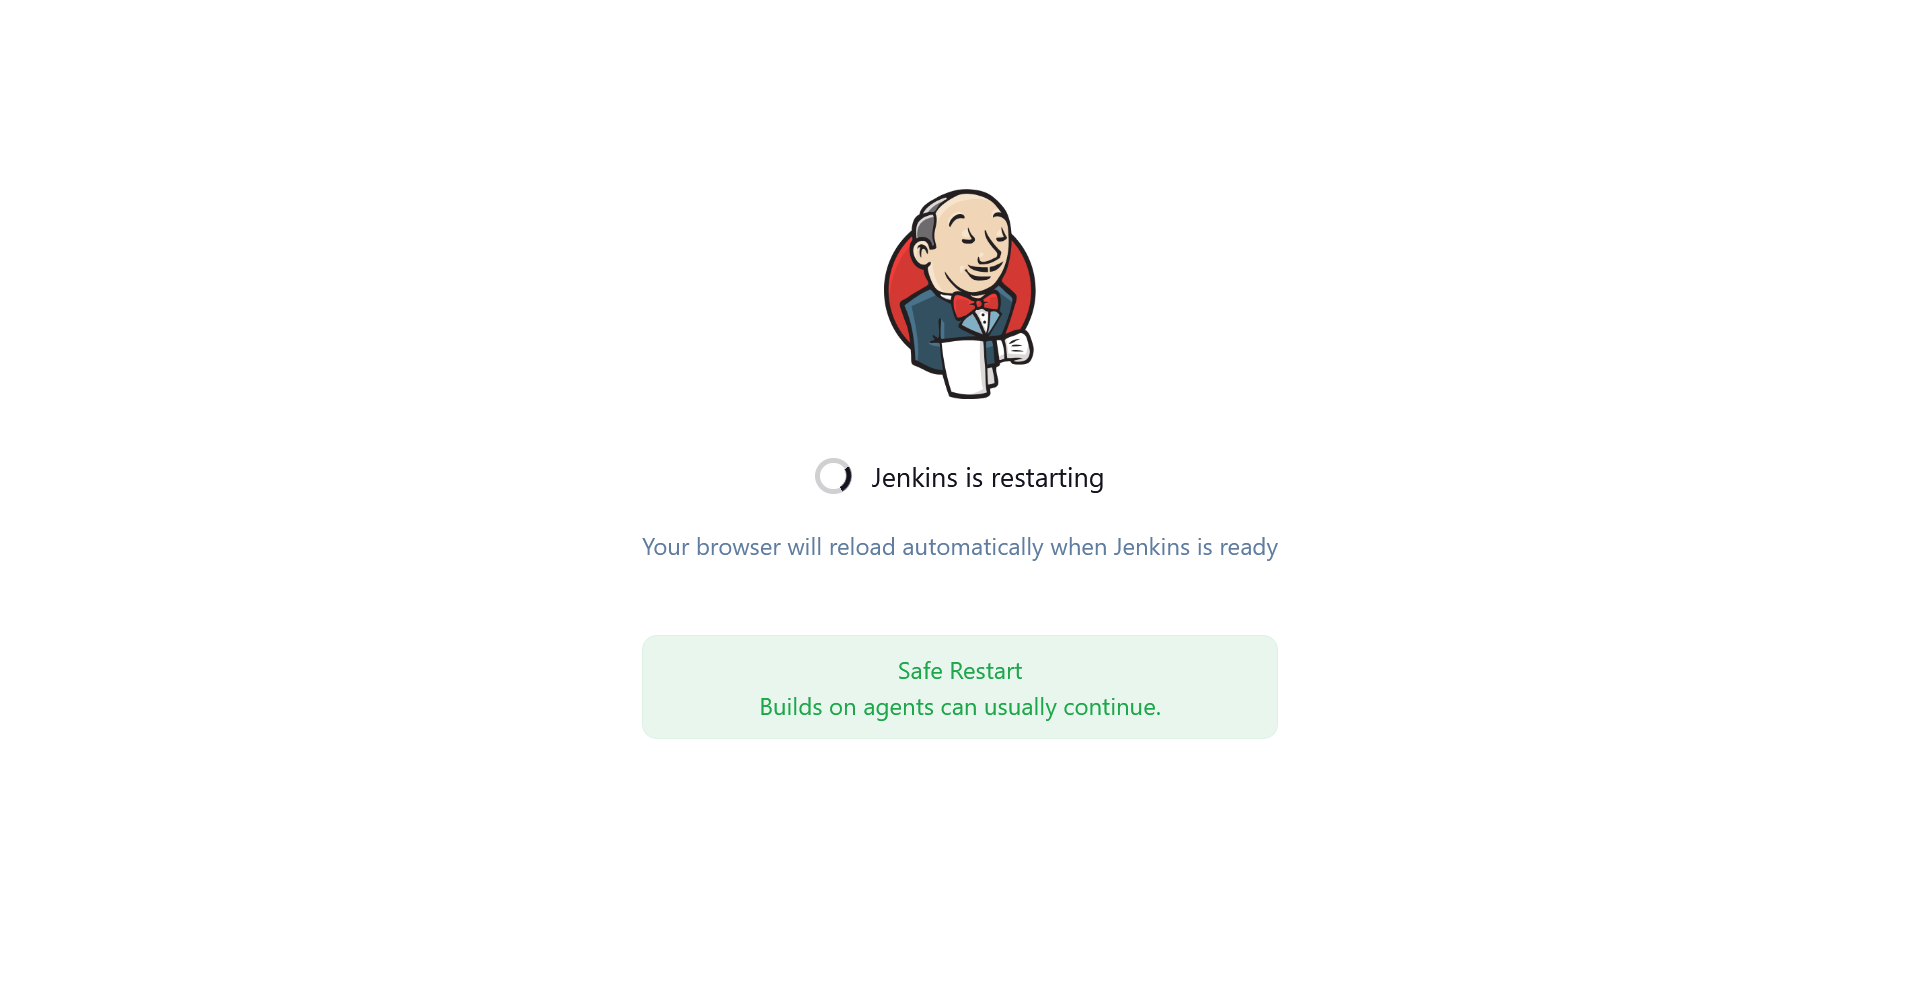 Jenkins is restarting
Your browser will reload automatically when Jenkins is ready
Safe Restart
Builds on agents can usually continue.